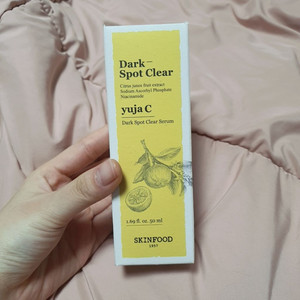 Dark
Spot Clear
Citrus junos fruit extract
Sodium Ascorbyl Phosphate
Niacinamide
yuja C
Dark Spot Clear Serum
1.69 fl. oz. 50 ml
SKINFOOD
1957